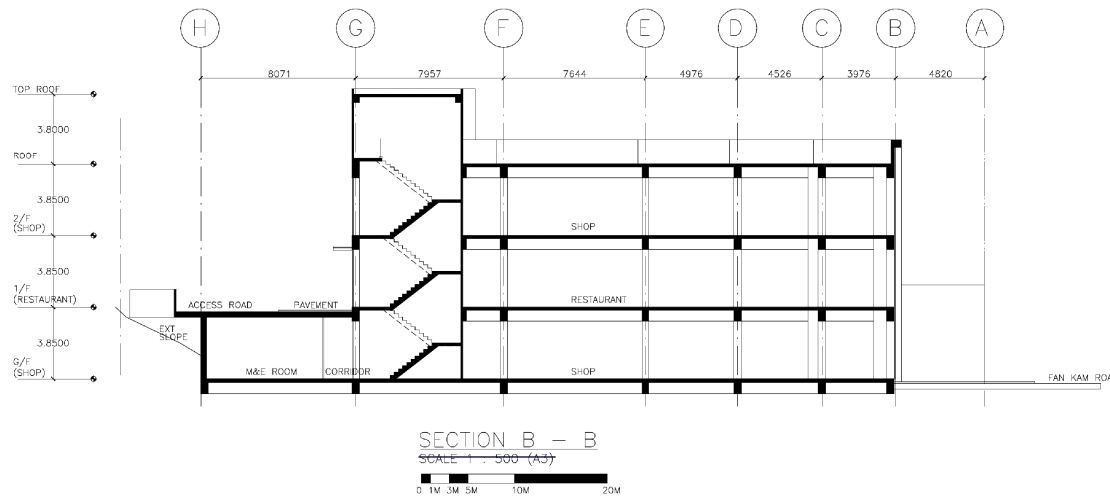 H G F E D C B A
8071 7957 7644 4976 4526 3976 4820
TOP ROOF
3.8000
ROOF
3.8500
2/F
(SHOP)
SHOP
3.8500
1/F
(RESTAURANT)
RESTAURANT
ACCESS ROAD PAVEMENT
EXT
SLOPE
3.8500
G/F
(SHOP)
M&E ROOM CORRIDOR SHOP
FAN KAM ROA
SECTION B - B
SCALE 1 : 500 (A3)
0 1M 3M 5M 10M 20M